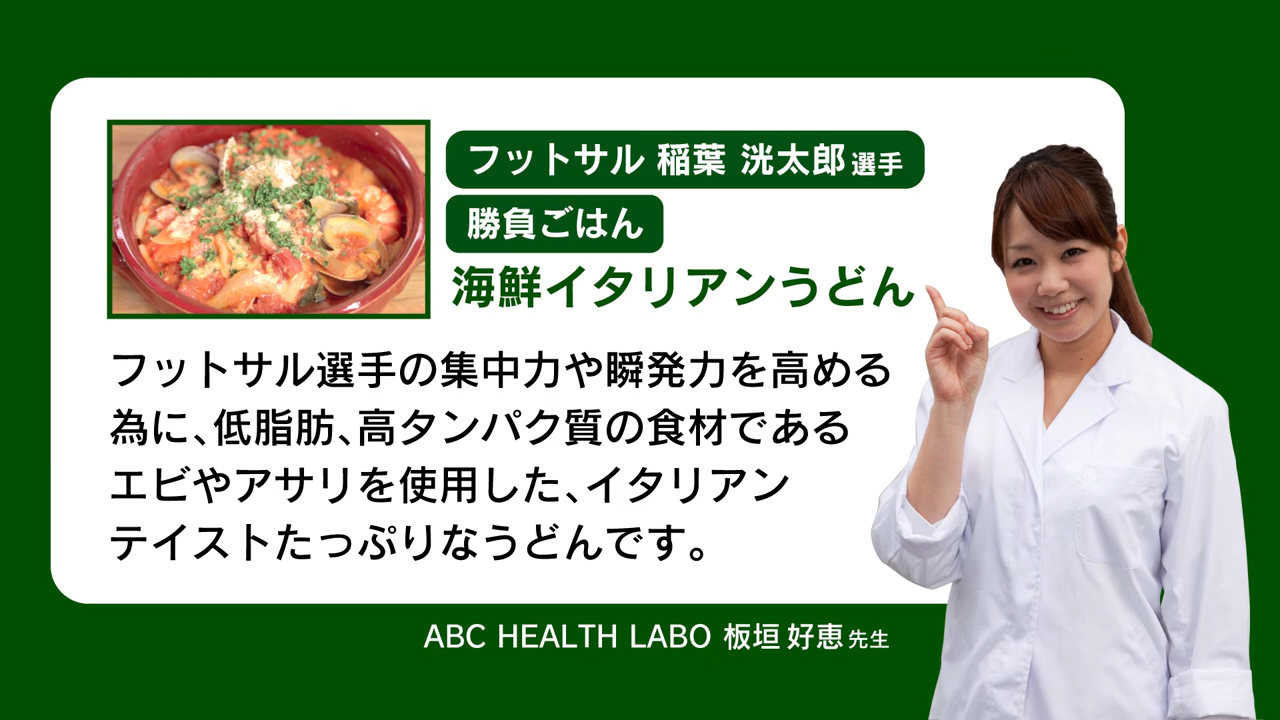 フットサル 稲葉 洸太郎 選手
勝負ごはん
海鮮イタリアンうどん
フットサル選手の集中力や瞬発力を高める
為に、低脂肪、高タンパク質の食材である
エビやアサリを使用した、イタリアン
テイストたっぷりなうどんです。
ABC HEALTH LABO 板垣 好恵 先生